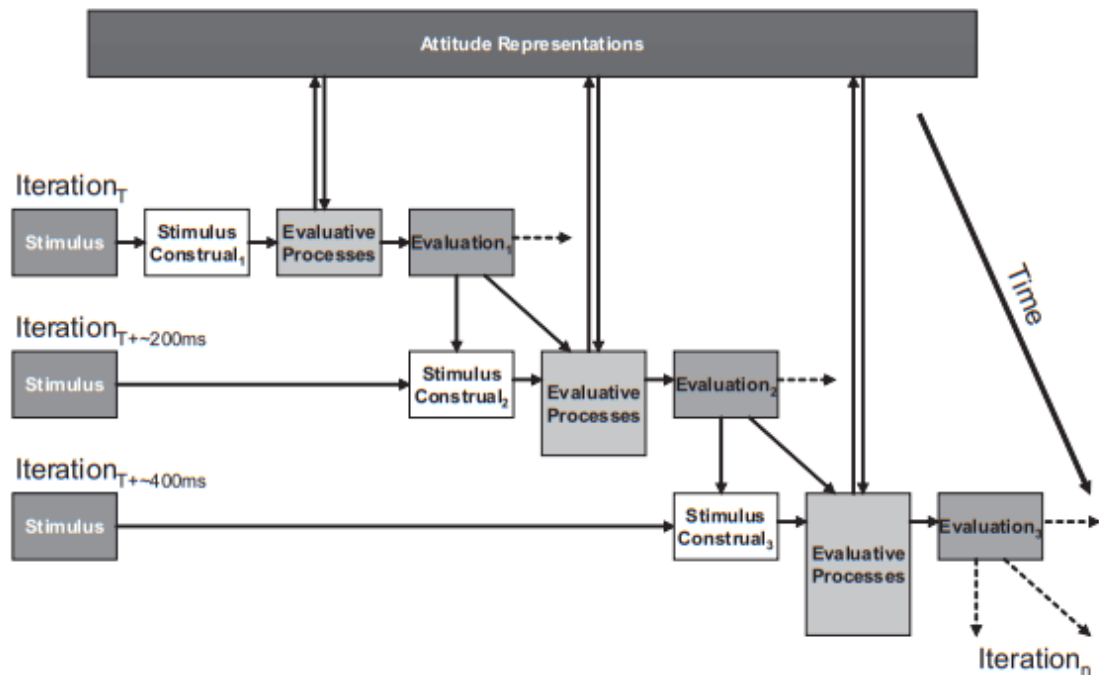 Attitude Representations
Iteration_T
Stimulus
Stimulus
Construal_1
Evaluative
Processes
Evaluation_1
Time
Iteration_T+~200ms
Stimulus
Stimulus
Construal_2
Evaluative
Processes
Evaluation_2
Iteration_T+~400ms
Stimulus
Stimulus
Construal_3
Evaluative
Processes
Evaluation_3
Iteration_n